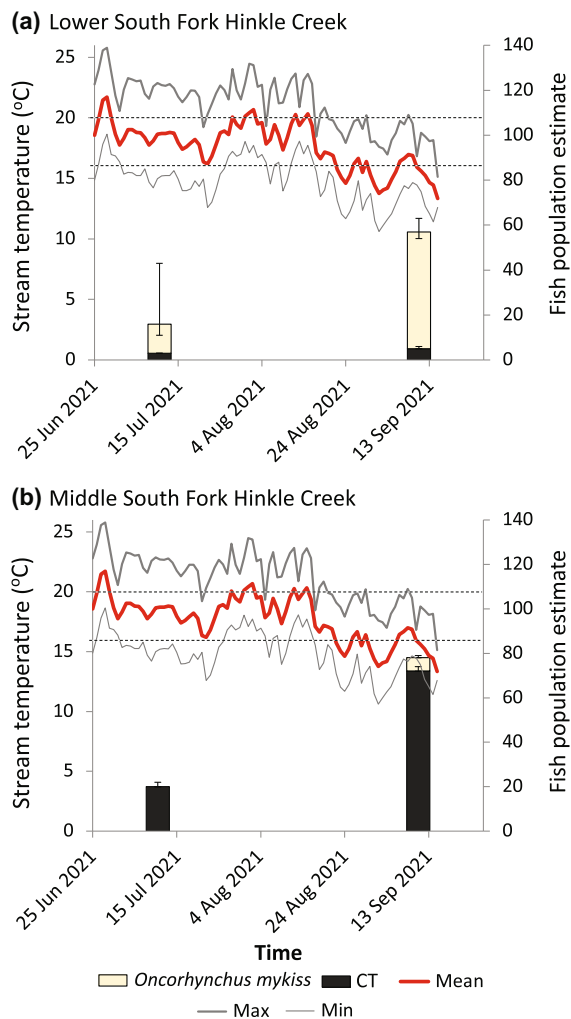 (a) Lower South Fork Hinkle Creek
Stream temperature (°C)
25
20
15
10
5
0
140
120
100
80
60
40
20
0
Fish population estimate
25 Jun 2021
15 Jul 2021
4 Aug 2021
24 Aug 2021
13 Sep 2021
(b) Middle South Fork Hinkle Creek
Stream temperature (°C)
25
20
15
10
5
0
140
120
100
80
60
40
20
0
Fish population estimate
25 Jun 2021
15 Jul 2021
4 Aug 2021
24 Aug 2021
13 Sep 2021
Time
Oncorhynchus mykiss CT Mean
Max Min